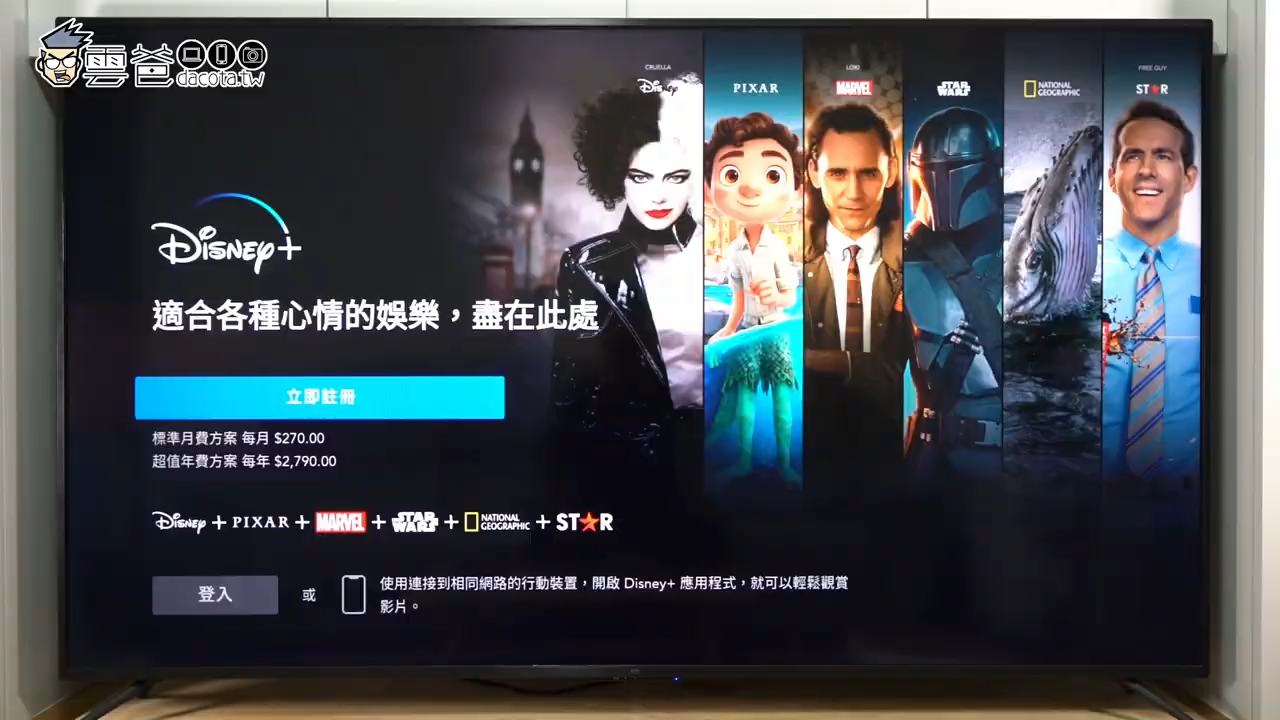 雲爸
dacota.tw
CRUELLA
Disney
PIXAR
LOKI
MARVEL
STAR WARS
NATIONAL GEOGRAPHIC
FREE GUY
STAR
Disney+
適合各種心情的娛樂，盡在此處
立即註冊
標準月費方案 每月 $270.00
超值年費方案 每年 $2,790.00
Disney + PIXAR + MARVEL + STAR WARS + NATIONAL GEOGRAPHIC + STAR
登入
或
使用連接到相同網路的行動裝置，開啟 Disney+ 應用程式，就可以輕鬆觀賞
影片。